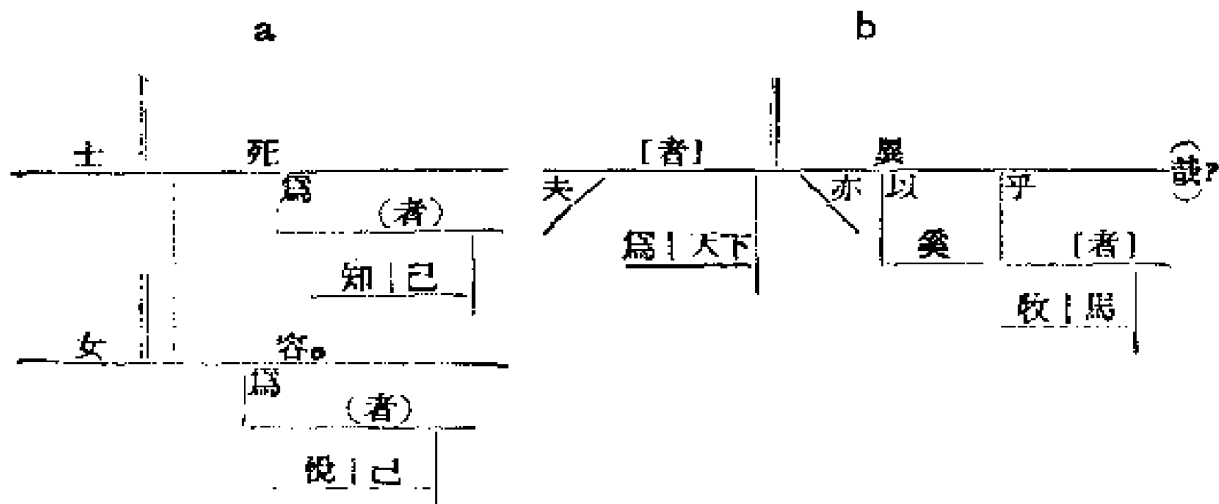 a b
士 死 [者] 異 (哉)?
爲 夫 亦 以 乎
(者)
爲 天下 奚 [者]
知 己
牧 馬
女 容。
爲
(者)
悅 己